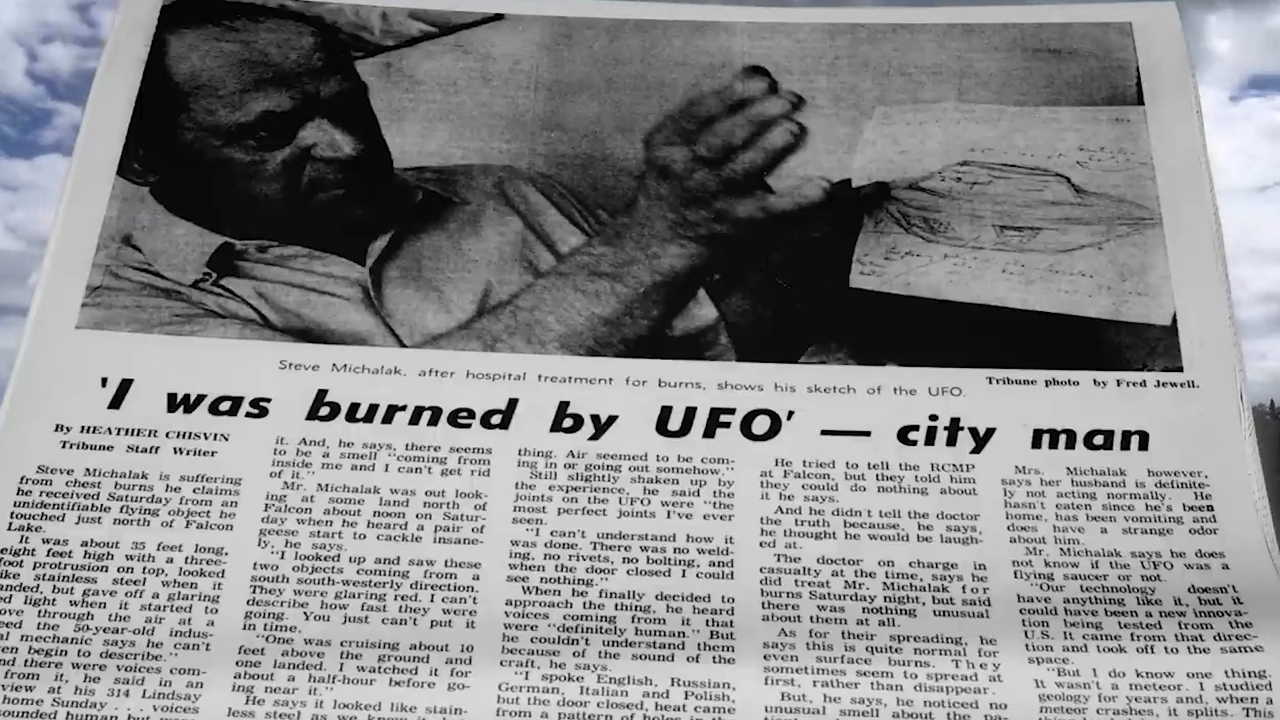 Steve Michalak, after hospital treatment for burns, shows his sketch of the UFO.
Tribune photo by Fred Jewell.
'I was burned by UFO' — city man
By HEATHER CHISVIN
Tribune Staff Writer
Steve Michalak is suffering
from chest burns he claims
he received Saturday from an
unidentifiable flying object he
touched just north of Falcon
Lake.
It was about 35 feet long,
eight feet high with a three-
foot protrusion on top, looked
like stainless steel when it
landed, but gave off a glaring
red light when it started to
move through the air at a
speed the 50-year-old indus-
mechanic says he can't
even begin to describe."
And there were voices com-
from it, he said in an
view at his 314 Lindsay
home Sunday . . . voices
sounded human but were
it. And, he says, there seems
to be a smell "coming from
inside me and I can't get rid
of it."
Mr. Michalak was out look-
ing at some land north of
Falcon about noon on Satur-
day when he heard a pair of
geese start to cackle insane-
ly, he says.
"I looked up and saw these
two objects coming from a
south south-westerly direction.
They were glaring red. I can't
describe how fast they were
going. You just can't put it
in time.
"One was cruising about 10
feet above the ground and
one landed. I watched it for
about a half-hour before go-
ing near it."
He says it looked like stain-
less steel as we know it, but
thing. Air seemed to be com-
ing in or going out somehow."
Still slightly shaken up by
the experience, he said the
joints on the UFO were "the
most perfect joints I've ever
seen.
"I can't understand how it
was done. There was no weld-
ing, no rivets, no bolting, and
when the door closed I could
see nothing."
When he finally decided to
approach the thing, he heard
voices coming from it that
were "definitely human." But
he couldn't understand them
because of the sound of the
craft, he says.
"I spoke English, Russian,
German, Italian and Polish,
but the door closed, heat came
from a pattern of holes in the
He tried to tell the RCMP
at Falcon, but they told him
they could do nothing about
it he says.
And he didn't tell the doctor
the truth because, he says,
he thought he would be laugh-
ed at.
The doctor on charge in
casualty at the time, says he
did treat Mr. Michalak for
burns Saturday night, but said
there was nothing unusual
about them at all.
As for their spreading, he
says this is quite normal for
even surface burns. They
sometimes seem to spread at
first, rather than disappear.
But, he says, he noticed no
unusual smell about the pa-
Mrs. Michalak however,
says her husband is definite-
ly not acting normally. He
hasn't eaten since he's been
home, has been vomiting and
does have a strange odor
about him.
Mr. Michalak says he does
not know if the UFO was a
flying saucer or not.
"Our technology doesn't
have anything like it, but it
could have been a new innova-
tion being tested from the
U.S. It came from that direc-
tion and took off to the same
space.
"But I do know one thing.
It wasn't a meteor. I studied
geology for years and, when a
meteor crashes, it splits. This